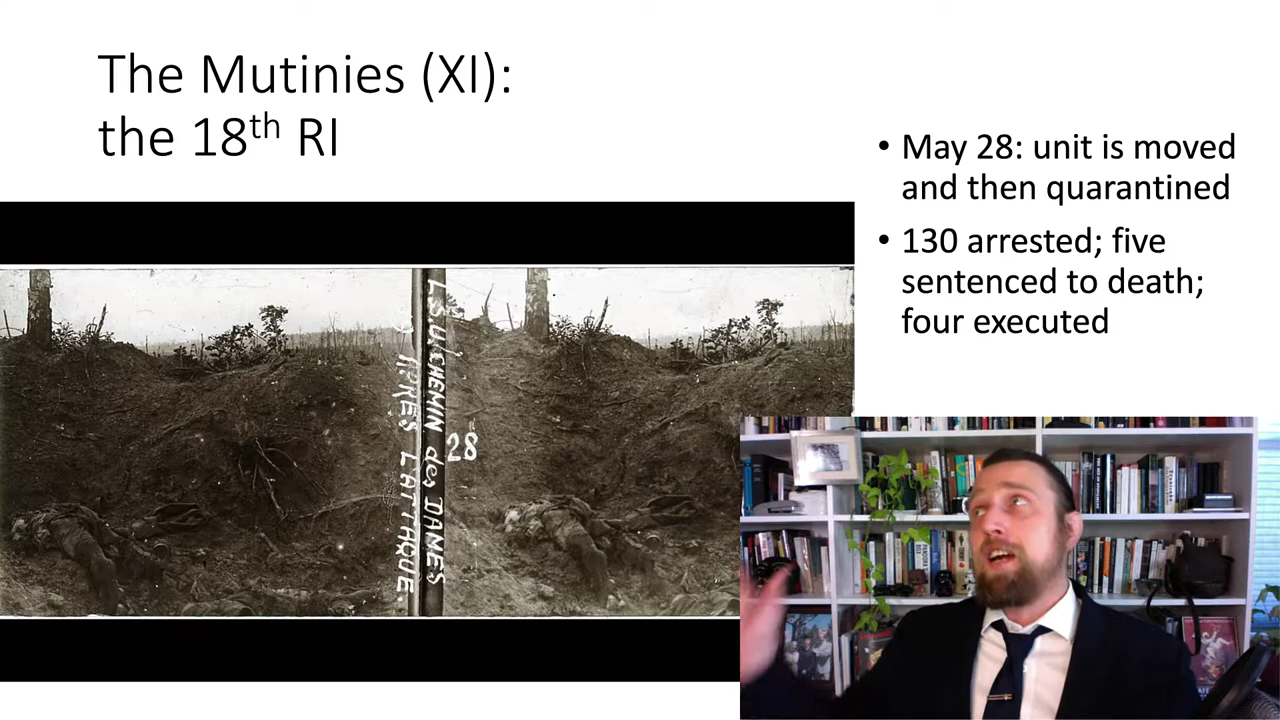 The Mutinies (XI):
the 18th RI
• May 28: unit is moved
and then quarantined
• 130 arrested; five
sentenced to death;
four executed
CHEMIN des DAMES
APRES L'ATTAQUE.
28